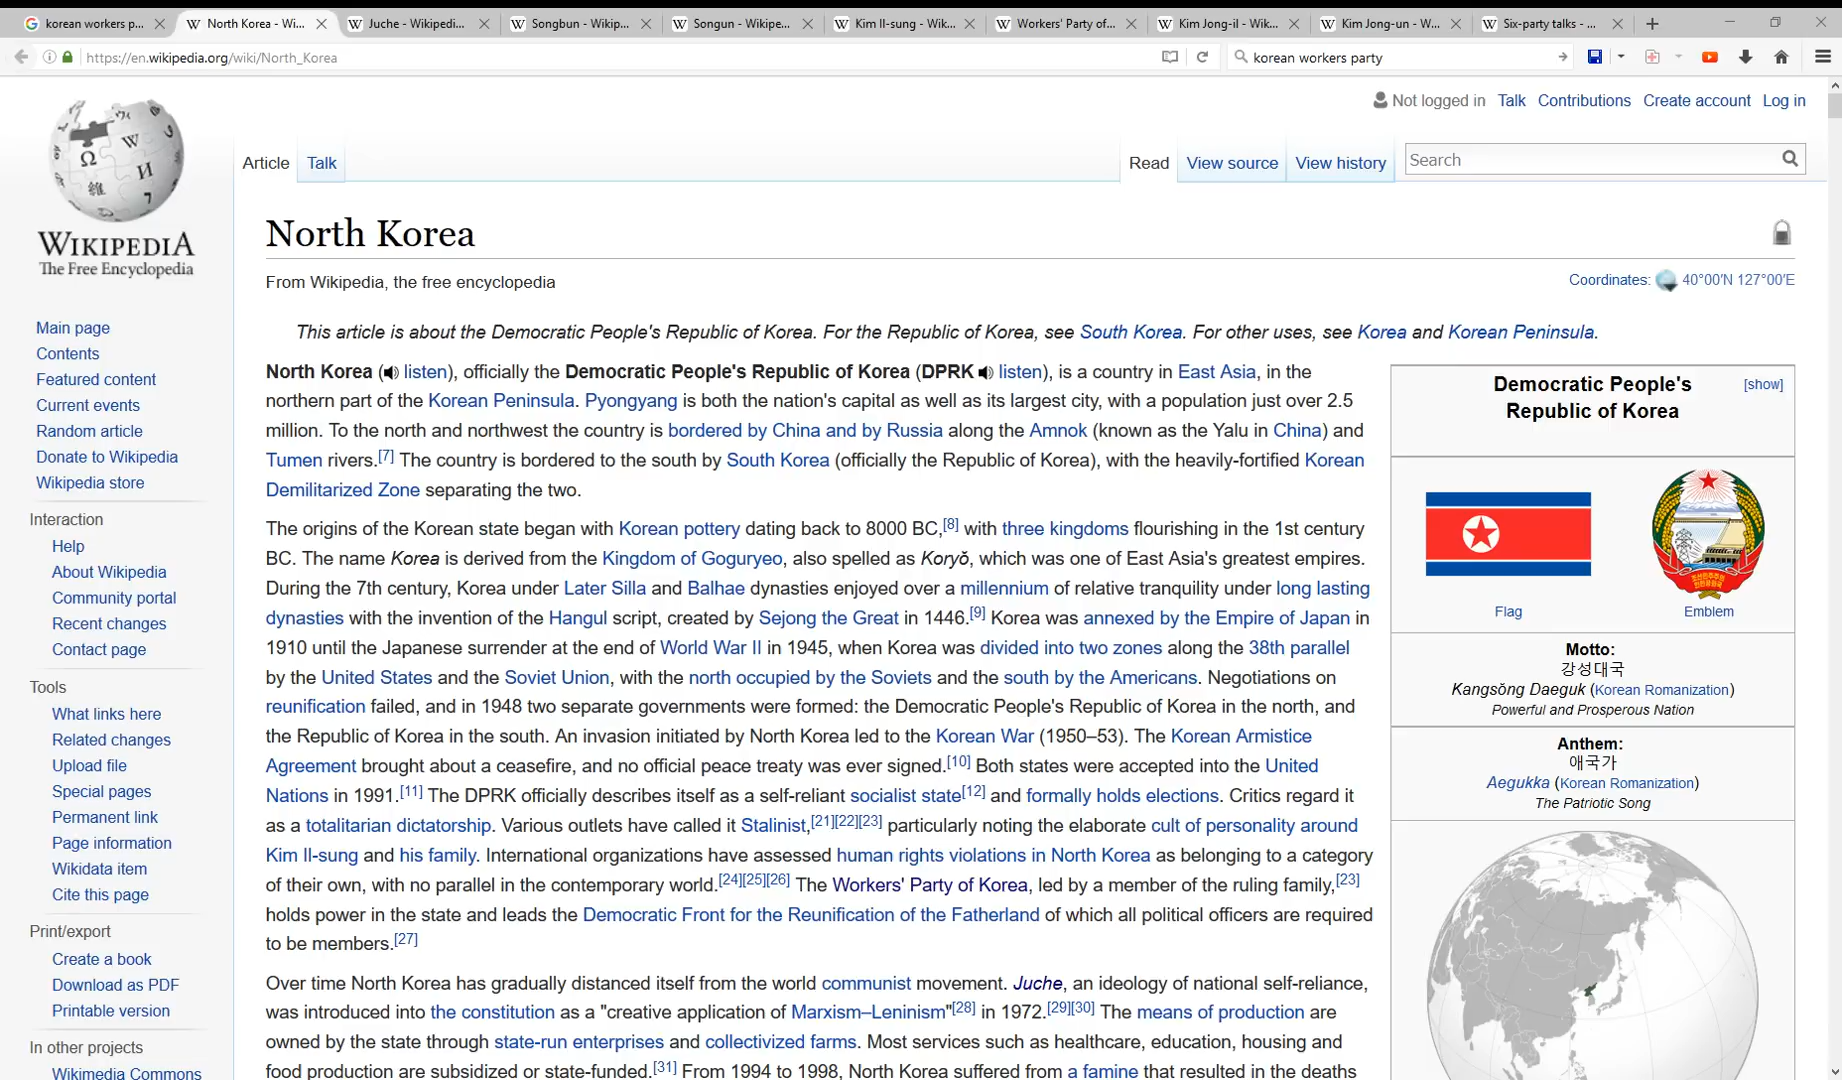 korean workers p...
North Korea - Wi...
Juche - Wikipedi...
Songbun - Wikip...
Songun - Wikipe...
Kim Il-sung - Wik...
Workers' Party of...
Kim Jong-il - Wik...
Kim Jong-un - W...
Six-party talks - ...
https://en.wikipedia.org/wiki/North_Korea
korean workers party
Not logged in Talk Contributions Create account Log in
Article Talk
Read View source View history
Search
WIKIPEDIA
The Free Encyclopedia
Main page
Contents
Featured content
Current events
Random article
Donate to Wikipedia
Wikipedia store
Interaction
Help
About Wikipedia
Community portal
Recent changes
Contact page
Tools
What links here
Related changes
Upload file
Special pages
Permanent link
Page information
Wikidata item
Cite this page
Print/export
Create a book
Download as PDF
Printable version
In other projects
Wikimedia Commons
North Korea
From Wikipedia, the free encyclopedia
Coordinates: 40°00′N 127°00′E
This article is about the Democratic People's Republic of Korea. For the Republic of Korea, see South Korea. For other uses, see Korea and Korean Peninsula.
North Korea (listen), officially the Democratic People's Republic of Korea (DPRK listen), is a country in East Asia, in the
northern part of the Korean Peninsula. Pyongyang is both the nation's capital as well as its largest city, with a population just over 2.5
million. To the north and northwest the country is bordered by China and by Russia along the Amnok (known as the Yalu in China) and
Tumen rivers.[7] The country is bordered to the south by South Korea (officially the Republic of Korea), with the heavily-fortified Korean
Demilitarized Zone separating the two.
The origins of the Korean state began with Korean pottery dating back to 8000 BC,[8] with three kingdoms flourishing in the 1st century
BC. The name Korea is derived from the Kingdom of Goguryeo, also spelled as Koryŏ, which was one of East Asia's greatest empires.
During the 7th century, Korea under Later Silla and Balhae dynasties enjoyed over a millennium of relative tranquility under long lasting
dynasties with the invention of the Hangul script, created by Sejong the Great in 1446.[9] Korea was annexed by the Empire of Japan in
1910 until the Japanese surrender at the end of World War II in 1945, when Korea was divided into two zones along the 38th parallel
by the United States and the Soviet Union, with the north occupied by the Soviets and the south by the Americans. Negotiations on
reunification failed, and in 1948 two separate governments were formed: the Democratic People's Republic of Korea in the north, and
the Republic of Korea in the south. An invasion initiated by North Korea led to the Korean War (1950–53). The Korean Armistice
Agreement brought about a ceasefire, and no official peace treaty was ever signed.[10] Both states were accepted into the United
Nations in 1991.[11] The DPRK officially describes itself as a self-reliant socialist state[12] and formally holds elections. Critics regard it
as a totalitarian dictatorship. Various outlets have called it Stalinist,[21][22][23] particularly noting the elaborate cult of personality around
Kim Il-sung and his family. International organizations have assessed human rights violations in North Korea as belonging to a category
of their own, with no parallel in the contemporary world.[24][25][26] The Workers' Party of Korea, led by a member of the ruling family,[23]
holds power in the state and leads the Democratic Front for the Reunification of the Fatherland of which all political officers are required
to be members.[27]
Over time North Korea has gradually distanced itself from the world communist movement. Juche, an ideology of national self-reliance,
was introduced into the constitution as a "creative application of Marxism–Leninism"[28] in 1972.[29][30] The means of production are
owned by the state through state-run enterprises and collectivized farms. Most services such as healthcare, education, housing and
food production are subsidized or state-funded.[31] From 1994 to 1998, North Korea suffered from a famine that resulted in the deaths
Democratic People's
Republic of Korea
[show]
Flag
Emblem
Motto:
강성대국
Kangsŏng Daeguk (Korean Romanization)
Powerful and Prosperous Nation
Anthem:
애국가
Aegukka (Korean Romanization)
The Patriotic Song